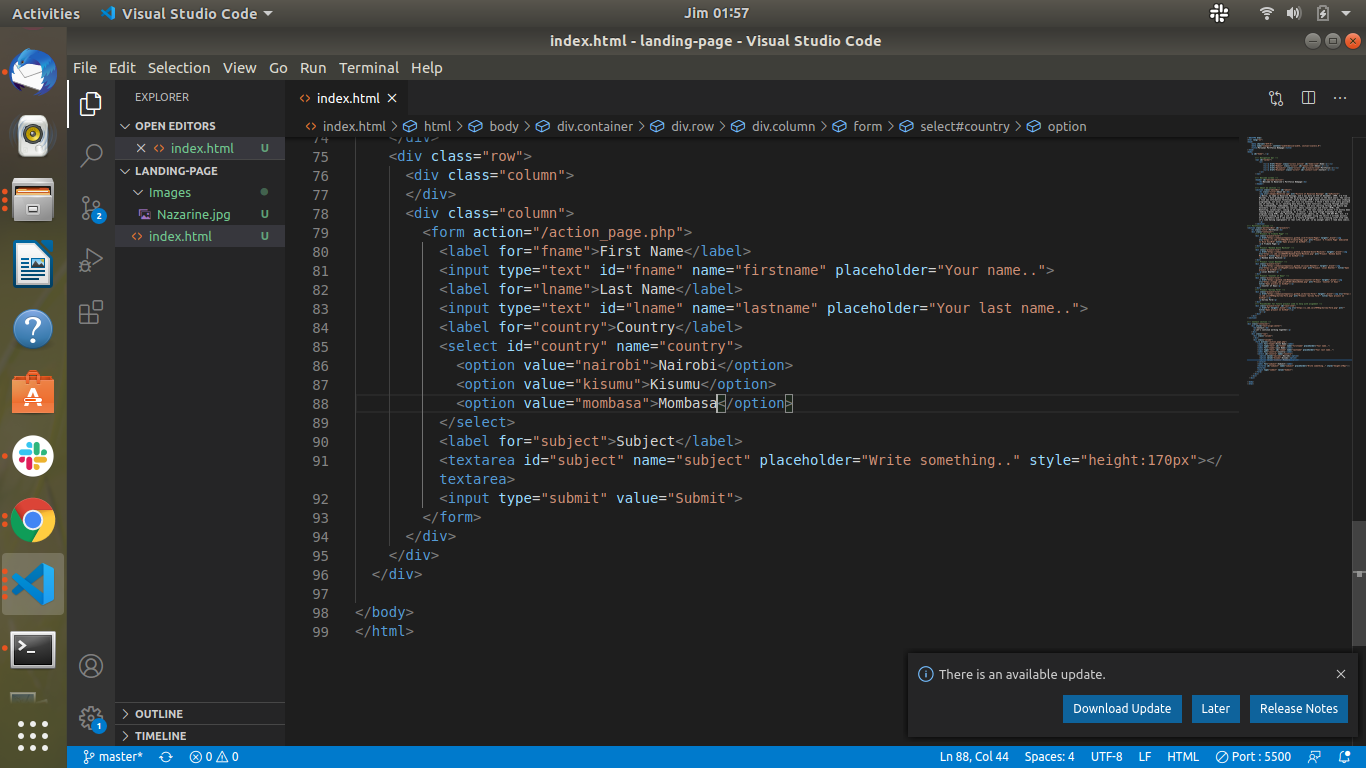 Activities
Visual Studio Code
Jim 01:57
index.html - landing-page - Visual Studio Code
File Edit Selection View Go Run Terminal Help
EXPLORER
OPEN EDITORS
index.html U
LANDING-PAGE
Images
Nazarine.jpg U
index.html U
OUTLINE
TIMELINE
2
1
index.html
index.html > html > body > div.container > div.row > div.column > form > select#country > option
74 </div>
75 <div class="row">
76 <div class="column">
77 </div>
78 <div class="column">
79 <form action="/action_page.php">
80 <label for="fname">First Name</label>
81 <input type="text" id="fname" name="firstname" placeholder="Your name..">
82 <label for="lname">Last Name</label>
83 <input type="text" id="lname" name="lastname" placeholder="Your last name..">
84 <label for="country">Country</label>
85 <select id="country" name="country">
86 <option value="nairobi">Nairobi</option>
87 <option value="kisumu">Kisumu</option>
88 <option value="mombasa">Mombasa</option>
89 </select>
90 <label for="subject">Subject</label>
91 <textarea id="subject" name="subject" placeholder="Write something.." style="height:170px"></
textarea>
92 <input type="submit" value="Submit">
93 </form>
94 </div>
95 </div>
96 </div>
97
98 </body>
99 </html>
There is an available update.
Download Update Later Release Notes
master* 0 0 Ln 88, Col 44 Spaces: 4 UTF-8 LF HTML Port : 5500